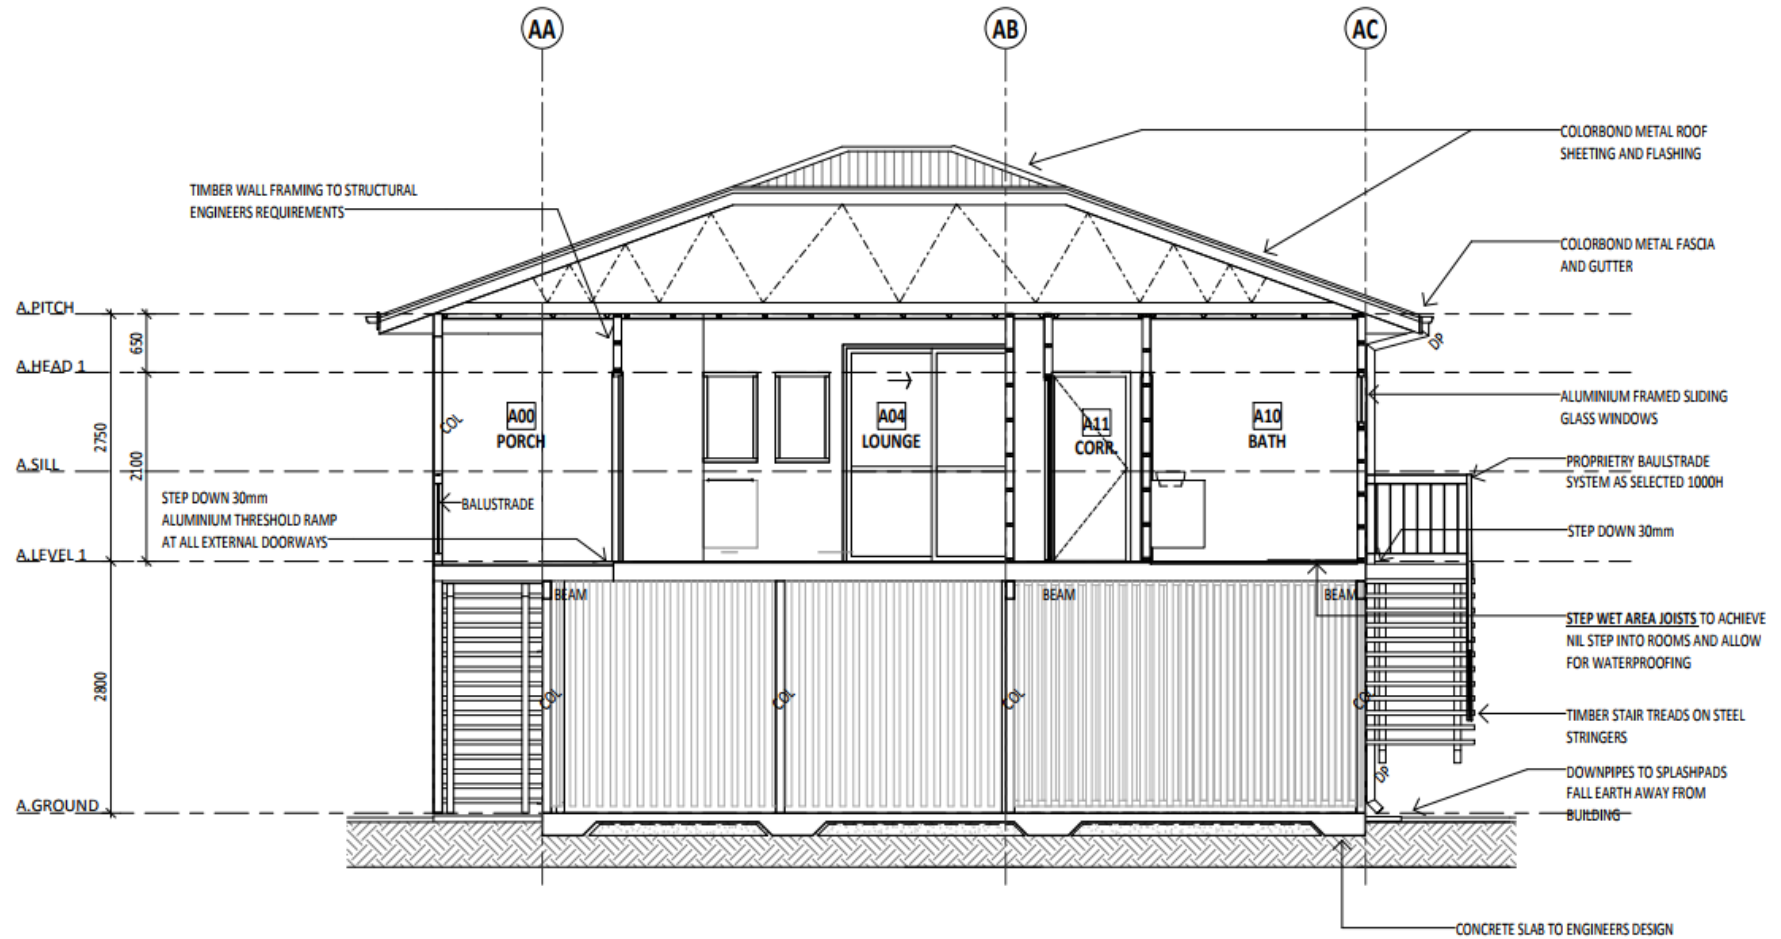 AA
AB
AC
COLORBOND METAL ROOF
SHEETING AND FLASHING
TIMBER WALL FRAMING TO STRUCTURAL
ENGINEERS REQUIREMENTS
COLORBOND METAL FASCIA
AND GUTTER
A.PITCH
650
DP
A.HEAD 1
ALUMINIUM FRAMED SLIDING
GLASS WINDOWS
COL
A00
PORCH
A04
LOUNGE
A11
CORR.
A10
BATH
2750
2100
A.SILL
PROPRIETRY BAULSTRADE
SYSTEM AS SELECTED 1000H
STEP DOWN 30mm
ALUMINIUM THRESHOLD RAMP
AT ALL EXTERNAL DOORWAYS
BALUSTRADE
STEP DOWN 30mm
A.LEVEL 1
BEAM
BEAM
BEAM
STEP WET AREA JOISTS TO ACHIEVE
NIL STEP INTO ROOMS AND ALLOW
FOR WATERPROOFING
2800
COL
COL
COL
COL
TIMBER STAIR TREADS ON STEEL
STRINGERS
DP
DOWNPIPES TO SPLASHPADS
FALL EARTH AWAY FROM
BUILDING
A.GROUND
CONCRETE SLAB TO ENGINEERS DESIGN